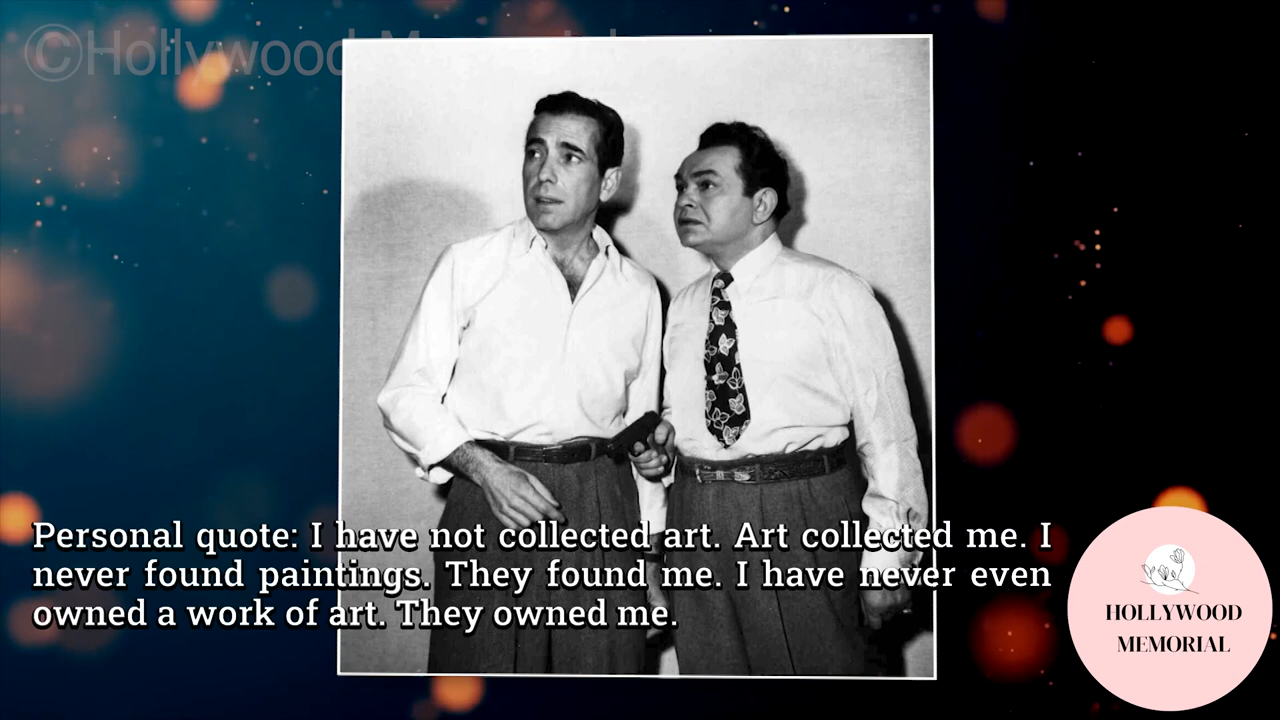 ©Hollywood
Personal quote: I have not collected art. Art collected me. I
never found paintings. They found me. I have never even
owned a work of art. They owned me.
HOLLYWOOD
MEMORIAL